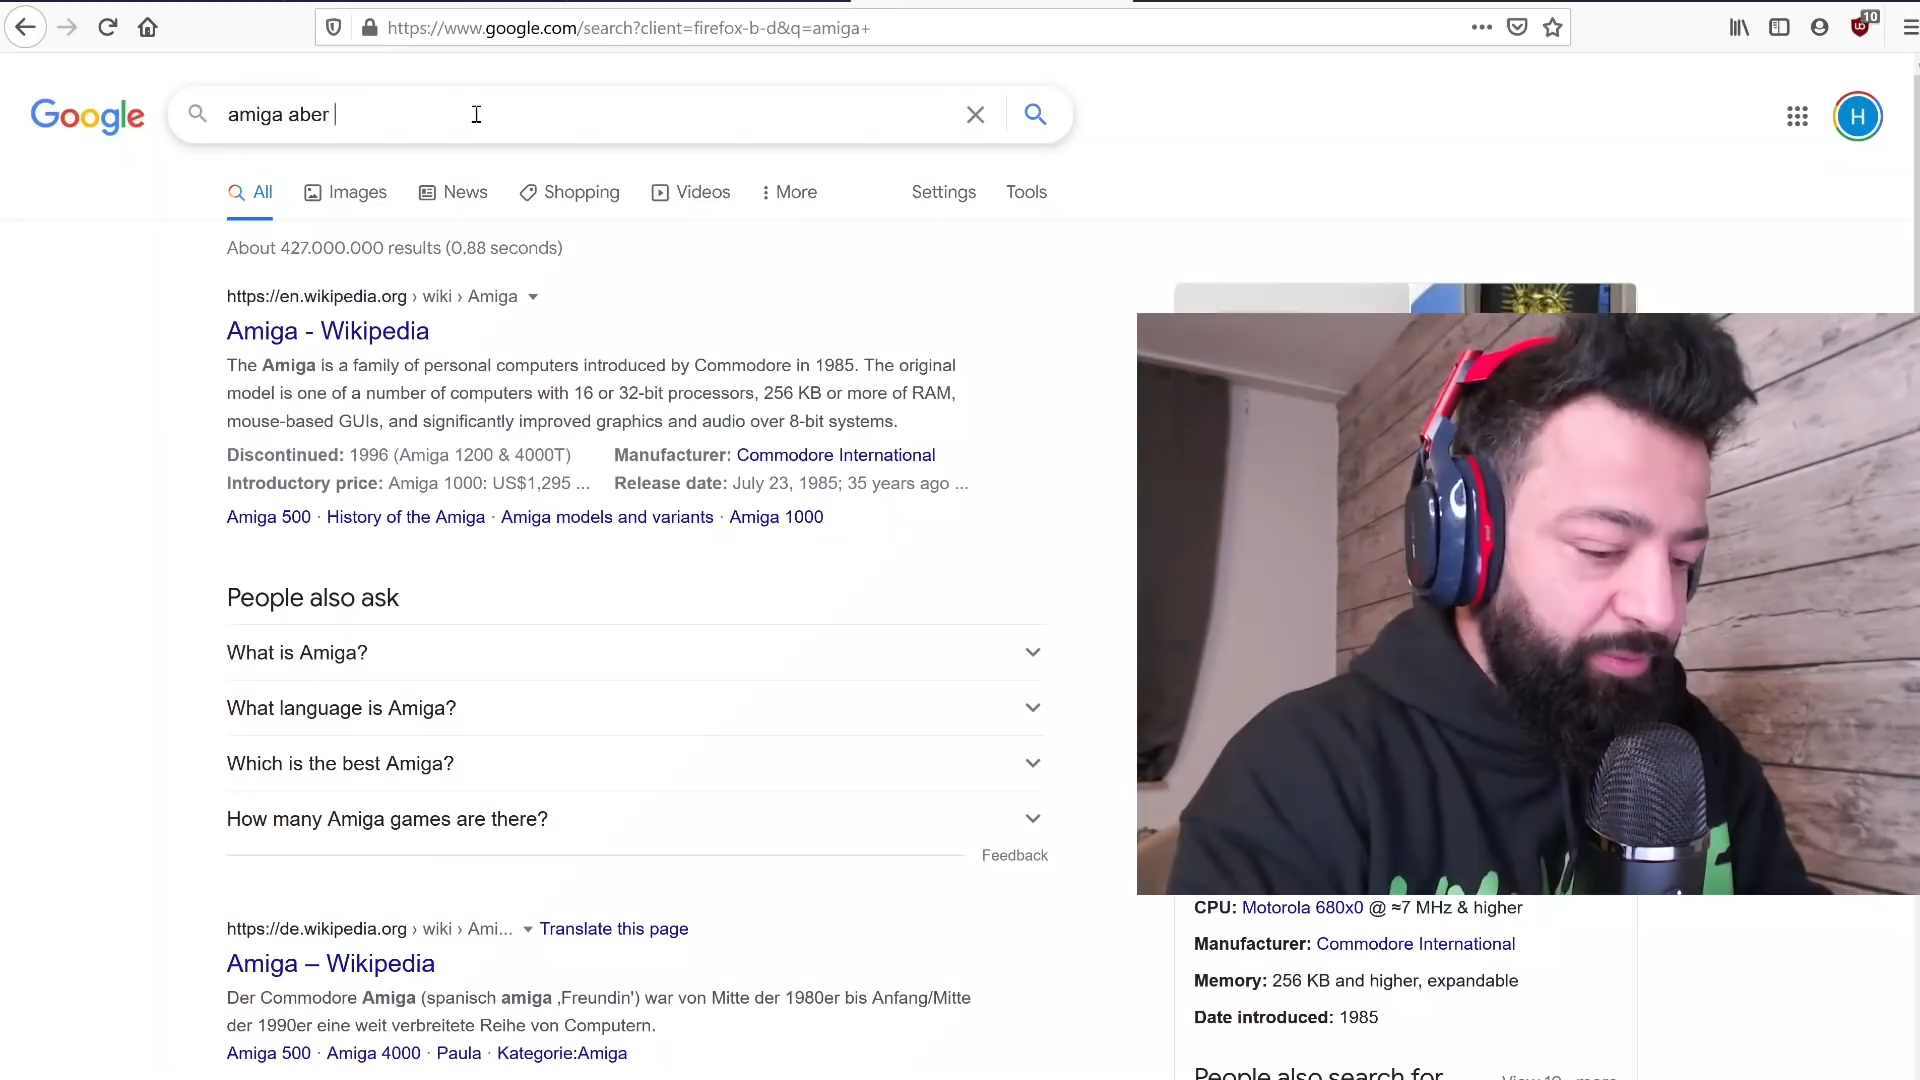 https://www.google.com/search?client=firefox-b-d&q=amiga+
10
Google
amiga aber
H
All
Images
News
Shopping
Videos
More
Settings
Tools
About 427.000.000 results (0,88 seconds)
https://en.wikipedia.org › wiki › Amiga
Amiga - Wikipedia
The Amiga is a family of personal computers introduced by Commodore in 1985. The original
model is one of a number of computers with 16 or 32-bit processors, 256 KB or more of RAM,
mouse-based GUIs, and significantly improved graphics and audio over 8-bit systems.
Discontinued: 1996 (Amiga 1200 & 4000T)
Manufacturer: Commodore International
Introductory price: Amiga 1000: US$1,295 ...
Release date: July 23, 1985; 35 years ago ...
Amiga 500 · History of the Amiga · Amiga models and variants · Amiga 1000
People also ask
What is Amiga?
What language is Amiga?
Which is the best Amiga?
How many Amiga games are there?
Feedback
https://de.wikipedia.org › wiki › Ami...
Translate this page
Amiga – Wikipedia
Der Commodore Amiga (spanisch amiga ‚Freundin') war von Mitte der 1980er bis Anfang/Mitte
der 1990er eine weit verbreitete Reihe von Computern.
Amiga 500 · Amiga 4000 · Paula · Kategorie:Amiga
CPU: Motorola 680x0 @ ≈7 MHz & higher
Manufacturer: Commodore International
Memory: 256 KB and higher, expandable
Date introduced: 1985
People also search for